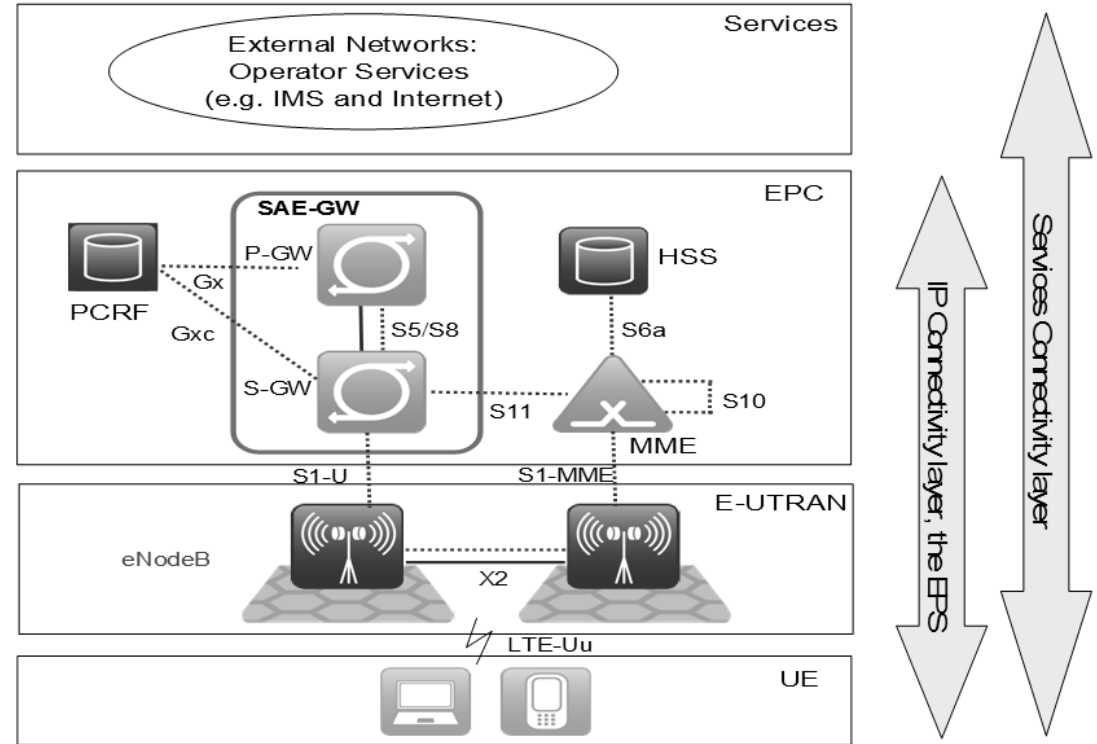 Services
External Networks:
Operator Services
(e.g. IMS and Internet)
EPC
SAE-GW
P-GW
HSS
Gx
PCRF
Gxc
S5/S8
S6a
S-GW
S11
S10
MME
S1-U
S1-MME
E-UTRAN
eNodeB
X2
LTE-Uu
UE
IP Connectivity layer, the EPS
Services Connectivity layer